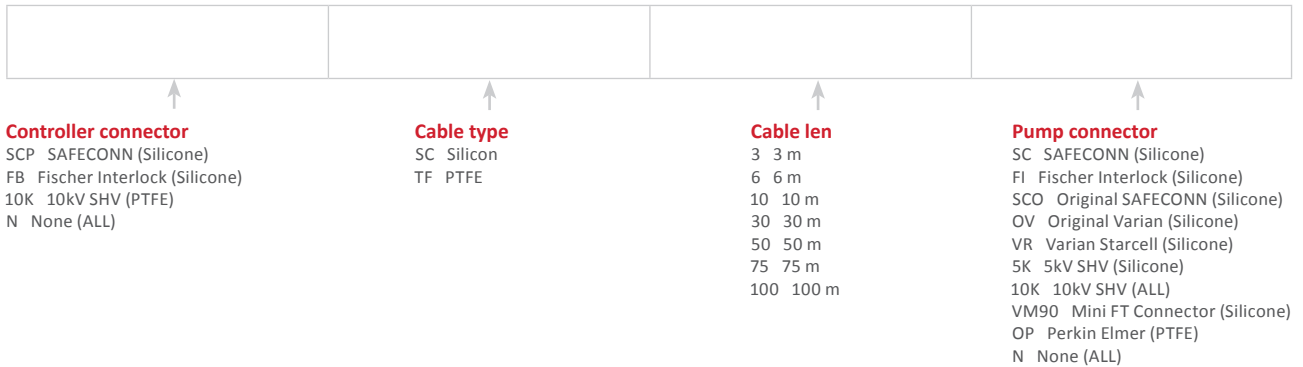 Controller connector
SCP SAFECONN (Silicone)
FB Fischer Interlock (Silicone)
10K 10kV SHV (PTFE)
N None (ALL)
Cable type
SC Silicon
TF PTFE
Cable len
3 3 m
6 6 m
10 10 m
30 30 m
50 50 m
75 75 m
100 100 m
Pump connector
SC SAFECONN (Silicone)
FI Fischer Interlock (Silicone)
SCO Original SAFECONN (Silicone)
OV Original Varian (Silicone)
VR Varian Starcell (Silicone)
5K 5kV SHV (Silicone)
10K 10kV SHV (ALL)
VM90 Mini FT Connector (Silicone)
OP Perkin Elmer (PTFE)
N None (ALL)